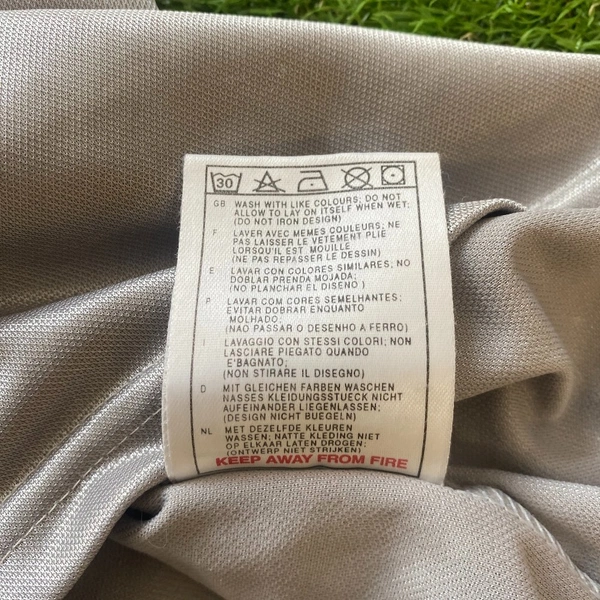 30
GB WASH WITH LIKE COLOURS; DO NOT
ALLOW TO LAY ON ITSELF WHEN WET;
(DO NOT IRON DESIGN)
F LAVER AVEC MEMES COULEURS; NE
PAS LAISSER LE VETEMENT PLIE
LORSQU'IL EST MOUILLE
(NE PAS REPASSER LE DESSIN)
E LAVAR CON COLORES SIMILARES; NO
DOBLAR PRENDA MOJADA;
(NO PLANCHAR EL DISENO )
P LAVAR COM CORES SEMELHANTES;
EVITAR DOBRAR ENQUANTO
MOLHADO;
(NAO PASSAR O DESENHO A FERRO)
I LAVAGGIO CON STESSI COLORI; NON
LASCIARE PIEGATO QUANDO
E'BAGNATO;
(NON STIRARE IL DISEGNO)
D MIT GLEICHEN FARBEN WASCHEN
NASSES KLEIDUNGSSTUECK NICHT
AUFEINANDER LIEGENLASSEN;
(DESIGN NICHT BUEGELN)
NL MET DEZELFDE KLEUREN
WASSEN; NATTE KLEDING NIET
OP ELKAAR LATEN DROGEN;
(ONTWERP NIET STRIJKEN)
KEEP AWAY FROM FIRE